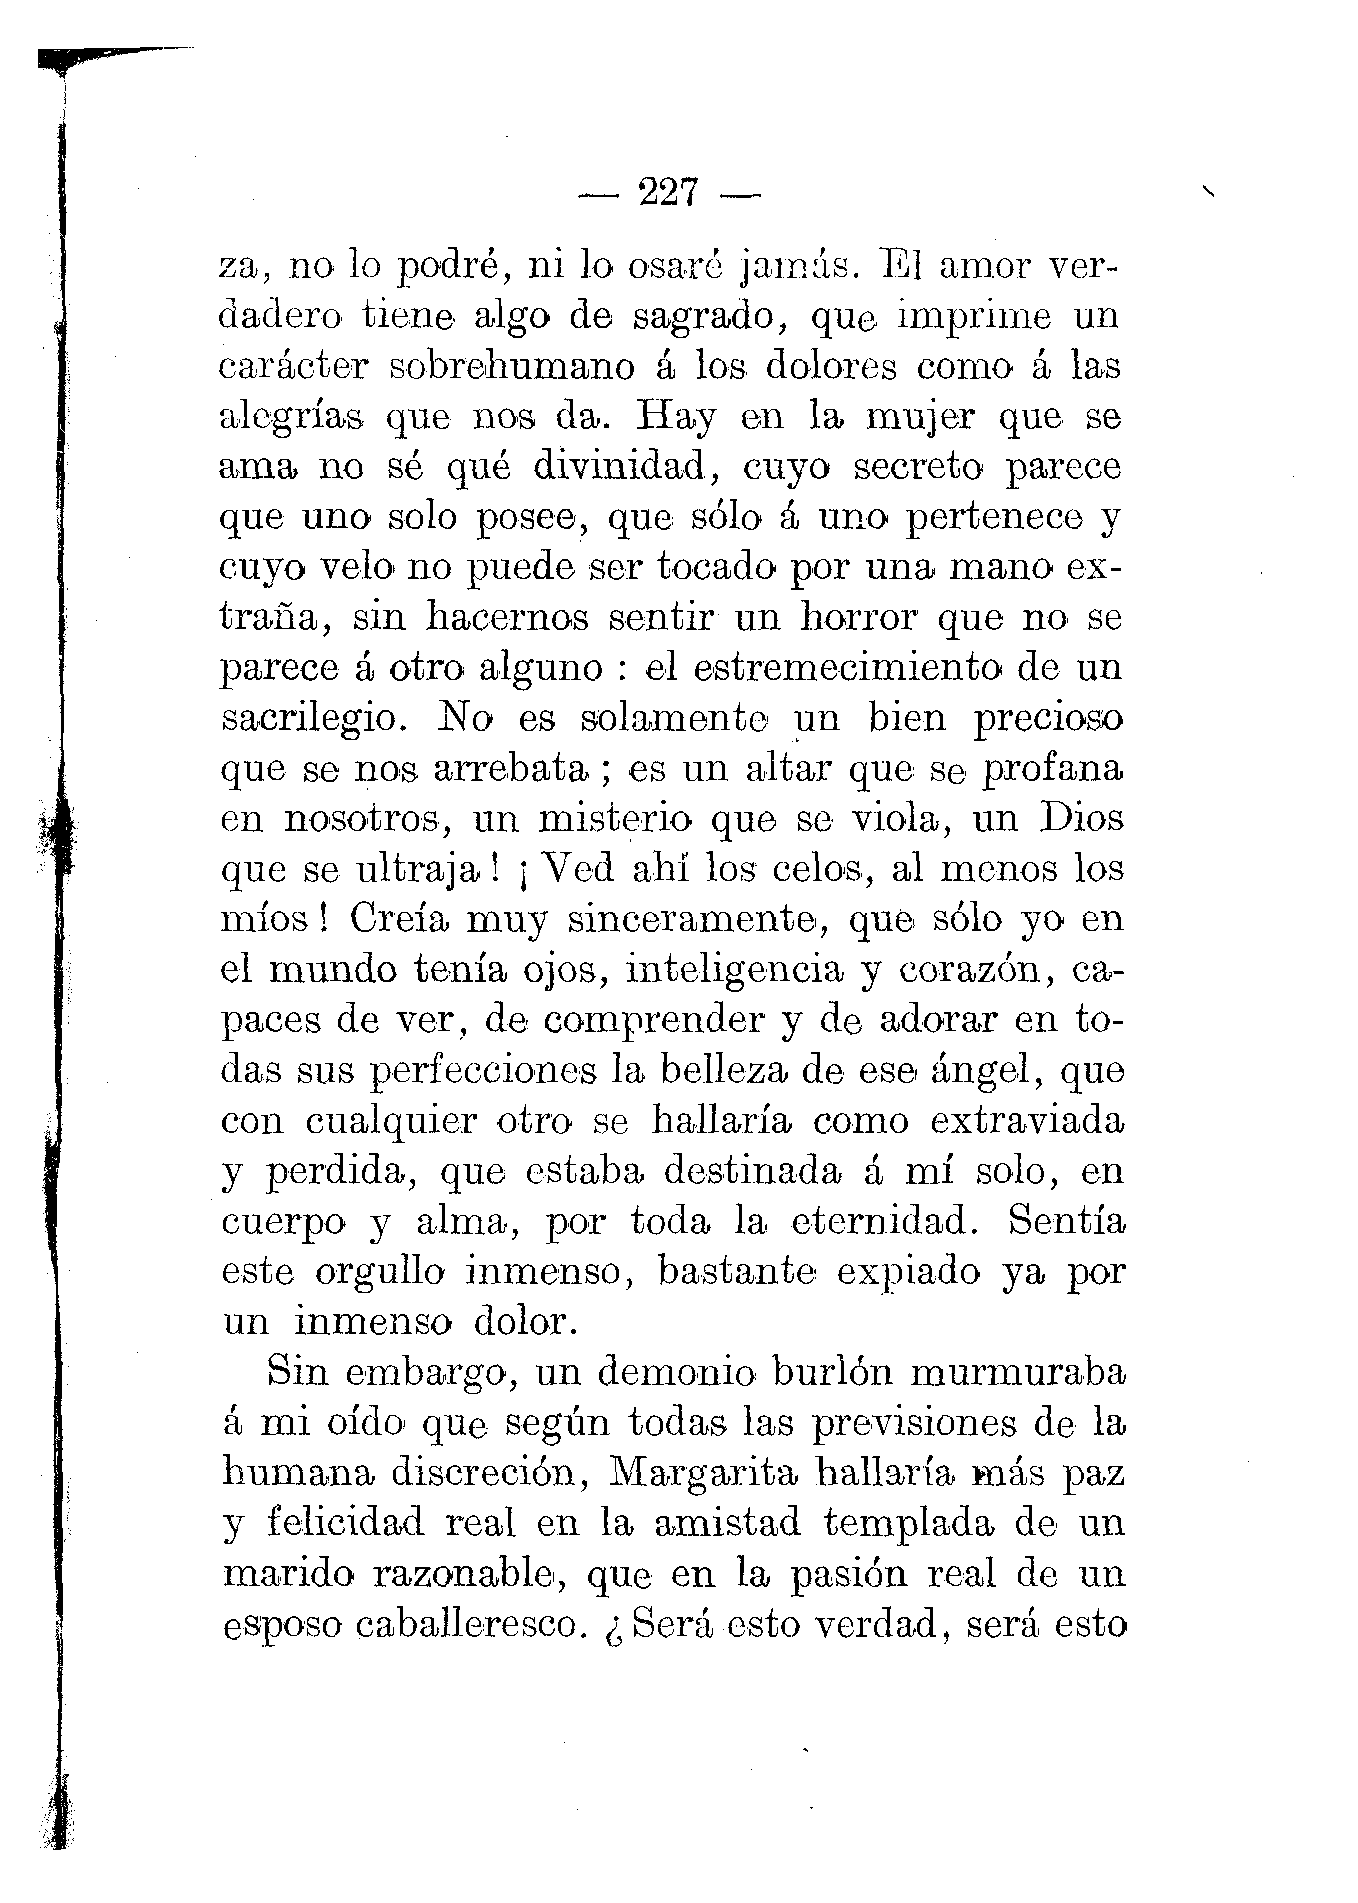 — 227 —
za, no lo podré, ni lo osaré jamás. El amor ver-
dadero tiene algo de sagrado, que imprime un
carácter sobrehumano á los dolores como á las
alegrías que nos da. Hay en la mujer que se
ama no sé qué divinidad, cuyo secreto parece
que uno solo posee, que sólo á uno pertenece y
cuyo velo no puede ser tocado por una mano ex-
traña, sin hacernos sentir un horror que no se
parece á otro alguno : el estremecimiento de un
sacrilegio. No es solamente un bien precioso
que se nos arrebata ; es un altar que se profana
en nosotros, un misterio que se viola, un Dios
que se ultraja ! ¡ Ved ahí los celos, al menos los
míos ! Creía muy sinceramente, que sólo yo en
el mundo tenía ojos, inteligencia y corazón, ca-
paces de ver, de comprender y de adorar en to-
das sus perfecciones la belleza de ese ángel, que
con cualquier otro se hallaría como extraviada
y perdida, que estaba destinada á mí solo, en
cuerpo y alma, por toda la eternidad. Sentía
este orgullo inmenso, bastante expiado ya por
un inmenso dolor.
Sin embargo, un demonio burlón murmuraba
á mi oído que según todas las previsiones de la
humana discreción, Margarita hallaría más paz
y felicidad real en la amistad templada de un
marido razonable, que en la pasión real de un
esposo caballeresco. ¿ Será esto verdad, será esto